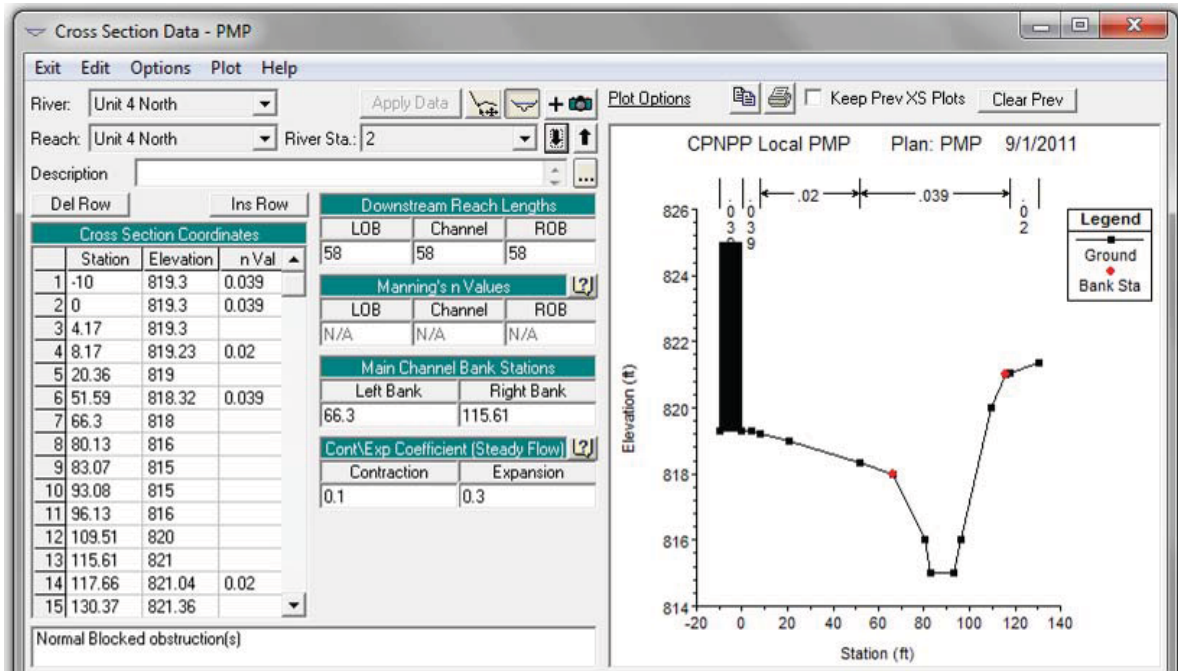 Cross Section Data - PMP
Exit Edit Options Plot Help
River: Unit 4 North Apply Data
Reach: Unit 4 North River Sta.: 2
Description ...
Del Row Ins Row
Cross Section Coordinates
Station Elevation n Val
1 -10 819.3 0.039
2 0 819.3 0.039
3 4.17 819.3
4 8.17 819.23 0.02
5 20.36 819
6 51.59 818.32 0.039
7 66.3 818
8 80.13 816
9 83.07 815
10 93.08 815
11 96.13 816
12 109.51 820
13 115.61 821
14 117.66 821.04 0.02
15 130.37 821.36
Downstream Reach Lengths
LOB Channel ROB
58 58 58
Manning's n Values
LOB Channel ROB
N/A N/A N/A
Main Channel Bank Stations
Left Bank Right Bank
66.3 115.61
Cont\Exp Coefficient (Steady Flow)
Contraction Expansion
0.1 0.3
Normal Blocked obstruction(s)
Plot Options Keep Prev XS Plots Clear Prev
CPNPP Local PMP Plan: PMP 9/1/2011
.039 .02 .039 .02
Legend
Ground
Bank Sta
Elevation (ft)
826
824
822
820
818
816
814
-20 0 20 40 60 80 100 120 140
Station (ft)